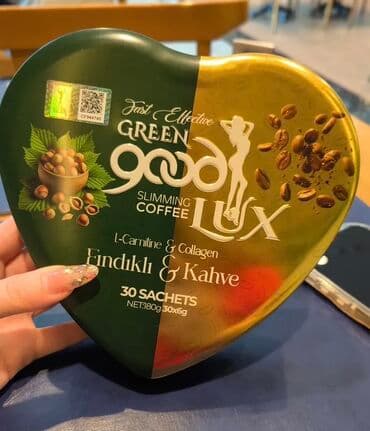 Fast Effective
GREEN
good
SLIMMING
COFFEE
LUX
L-Carnitine & Collagen
Fındıklı & Kahve
30 SACHETS
NET180g 30x6g